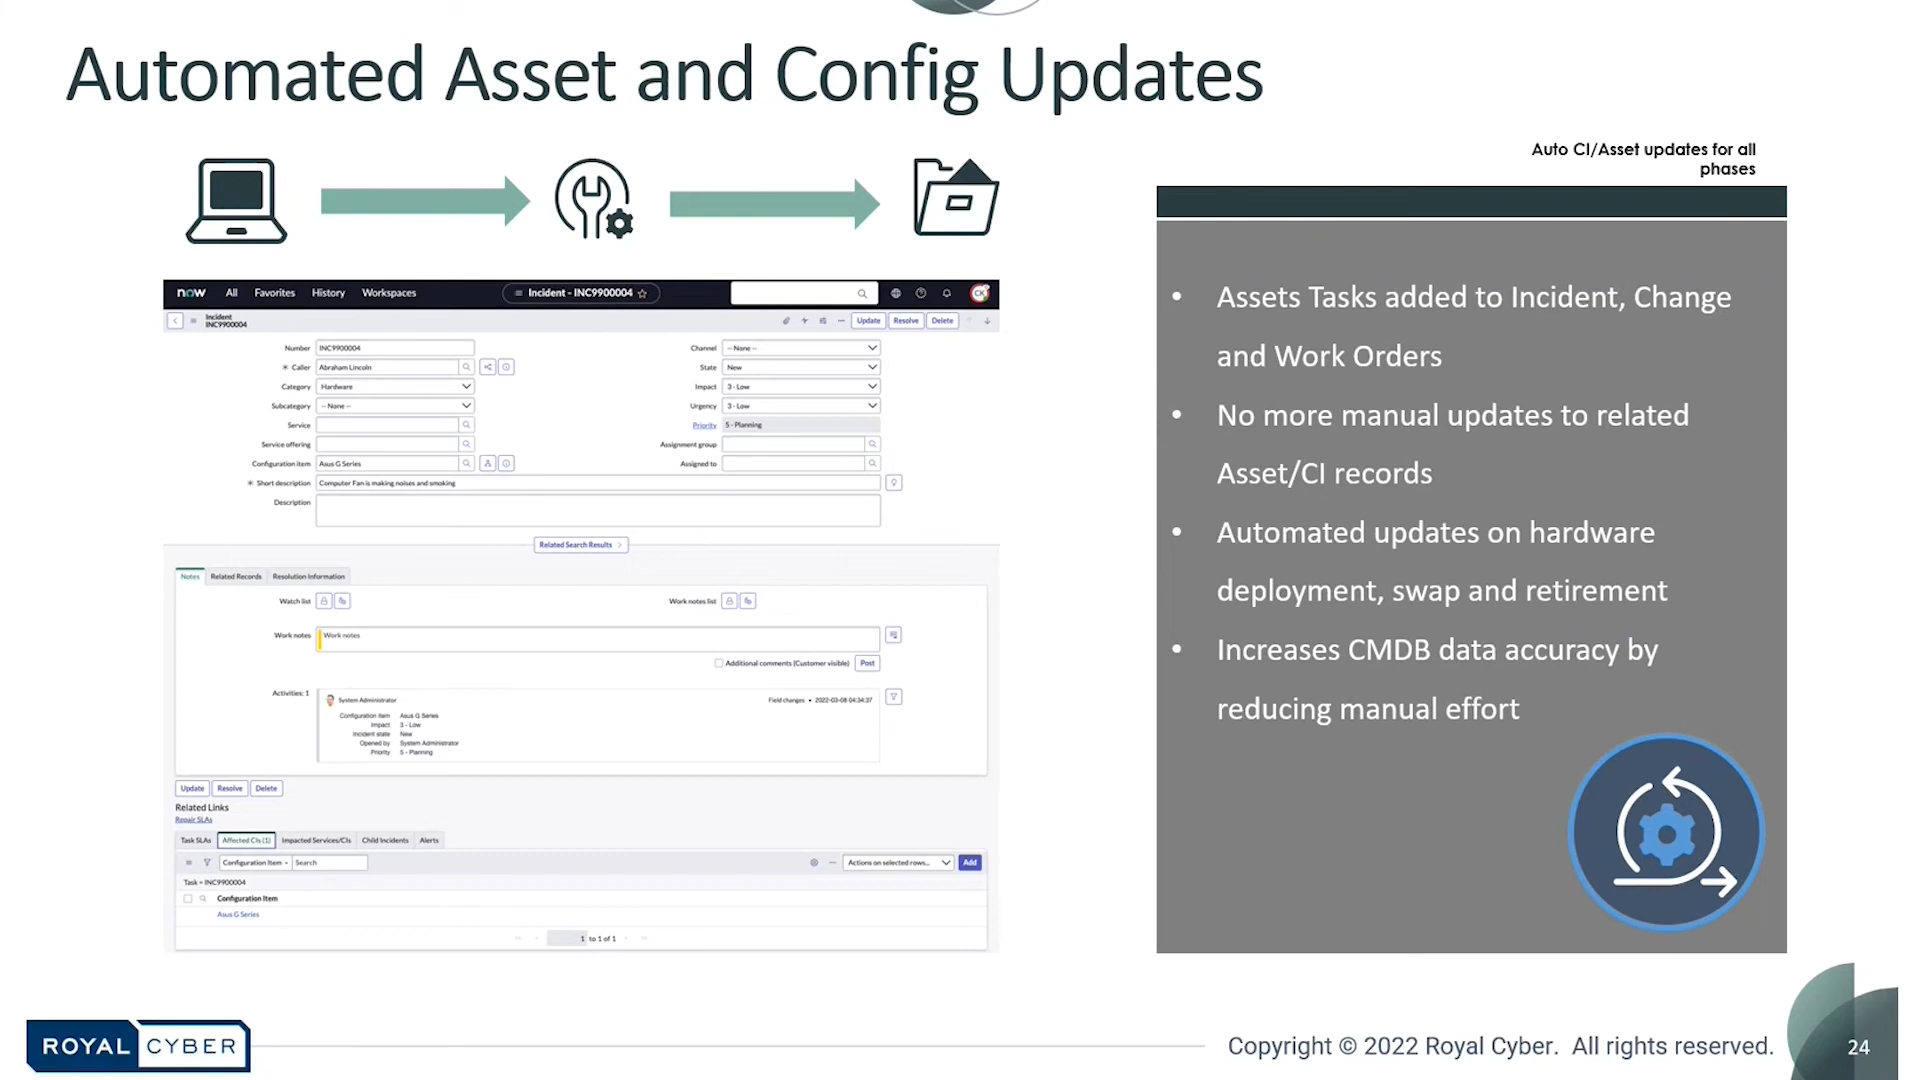 Automated Asset and Config Updates
Auto CI/Asset updates for all
phases
now All Favorites History Workspaces Incident - INC9900004
Incident
INC9900004
Update Resolve Delete
Number INC9900004
Caller Abraham Lincoln
Category Hardware
Subcategory -- None --
Service
Service offering
Configuration item Asus G Series
Short description Computer Fan is making noises and smoking
Description
Channel -- None --
State New
Impact 3 - Low
Urgency 3 - Low
Priority 5 - Planning
Assignment group
Assigned to
Related Search Results
Notes Related Records Resolution Information
Watch list
Work notes list
Work notes Work notes
Additional comments (Customer visible) Post
Activities: 1
System Administrator
Field changes • 2022-03-08 04:34:37
Configuration item Asus G Series
Impact 3 - Low
Incident state New
Opened by System Administrator
Priority 5 - Planning
Update Resolve Delete
Related Links
Repair SLAs
Task SLAs Affected CIs (1) Impacted Services/CIs Child Incidents Alerts
Configuration Item Search Actions on selected rows... Add
Task = INC9900004
Configuration Item
Asus G Series
1 to 1 of 1
• Assets Tasks added to Incident, Change
and Work Orders
• No more manual updates to related
Asset/CI records
• Automated updates on hardware
deployment, swap and retirement
• Increases CMDB data accuracy by
reducing manual effort
ROYAL CYBER
Copyright © 2022 Royal Cyber. All rights reserved.
24